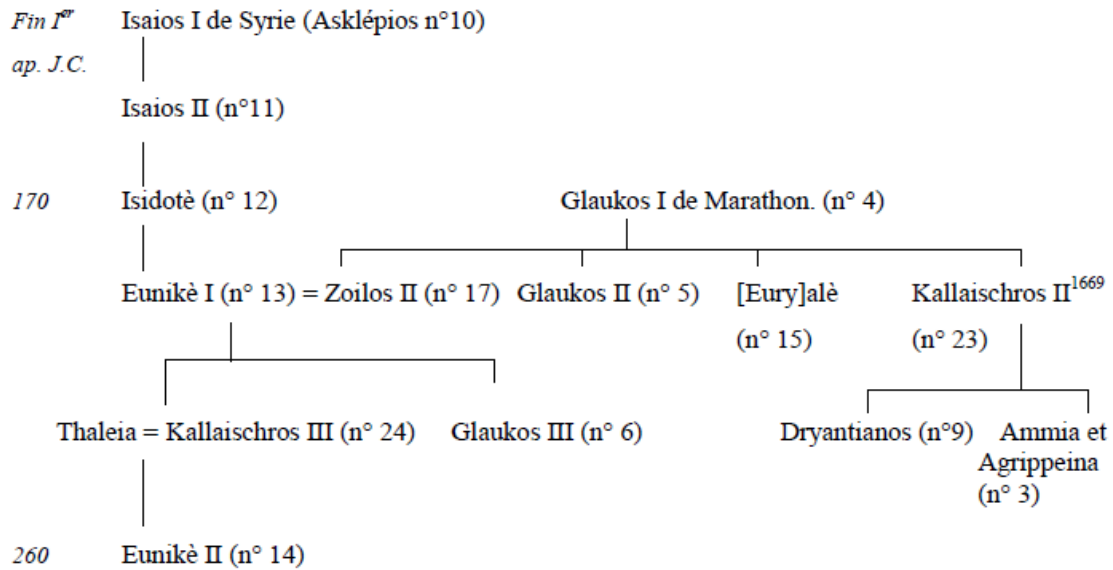 Fin Iᵉʳ Isaios I de Syrie (Asklépios n°10)
ap. J.C.
Isaios II (n°11)
170 Isidotè (n° 12) Glaukos I de Marathon. (n° 4)
Eunikè I (n° 13) = Zoilos II (n° 17) Glaukos II (n° 5) [Eury]alè Kallaischros II¹⁶⁶⁹
(n° 15) (n° 23)
Thaleia = Kallaischros III (n° 24) Glaukos III (n° 6) Dryantianos (n°9) Ammia et
Agrippeina
(n° 3)
260 Eunikè II (n° 14)